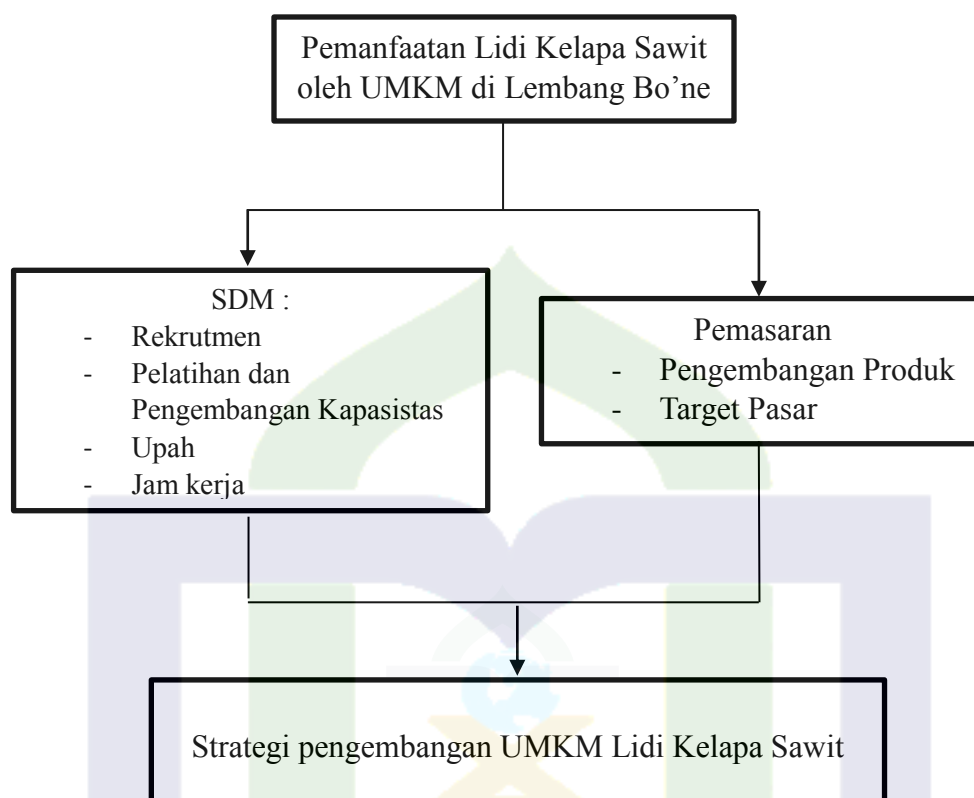 Pemanfaatan Lidi Kelapa Sawit
oleh UMKM di Lembang Bo’ne
SDM :
- Rekrutmen
- Pelatihan dan
Pengembangan Kapasistas
- Upah
- Jam kerja
Pemasaran
- Pengembangan Produk
- Target Pasar
Strategi pengembangan UMKM Lidi Kelapa Sawit